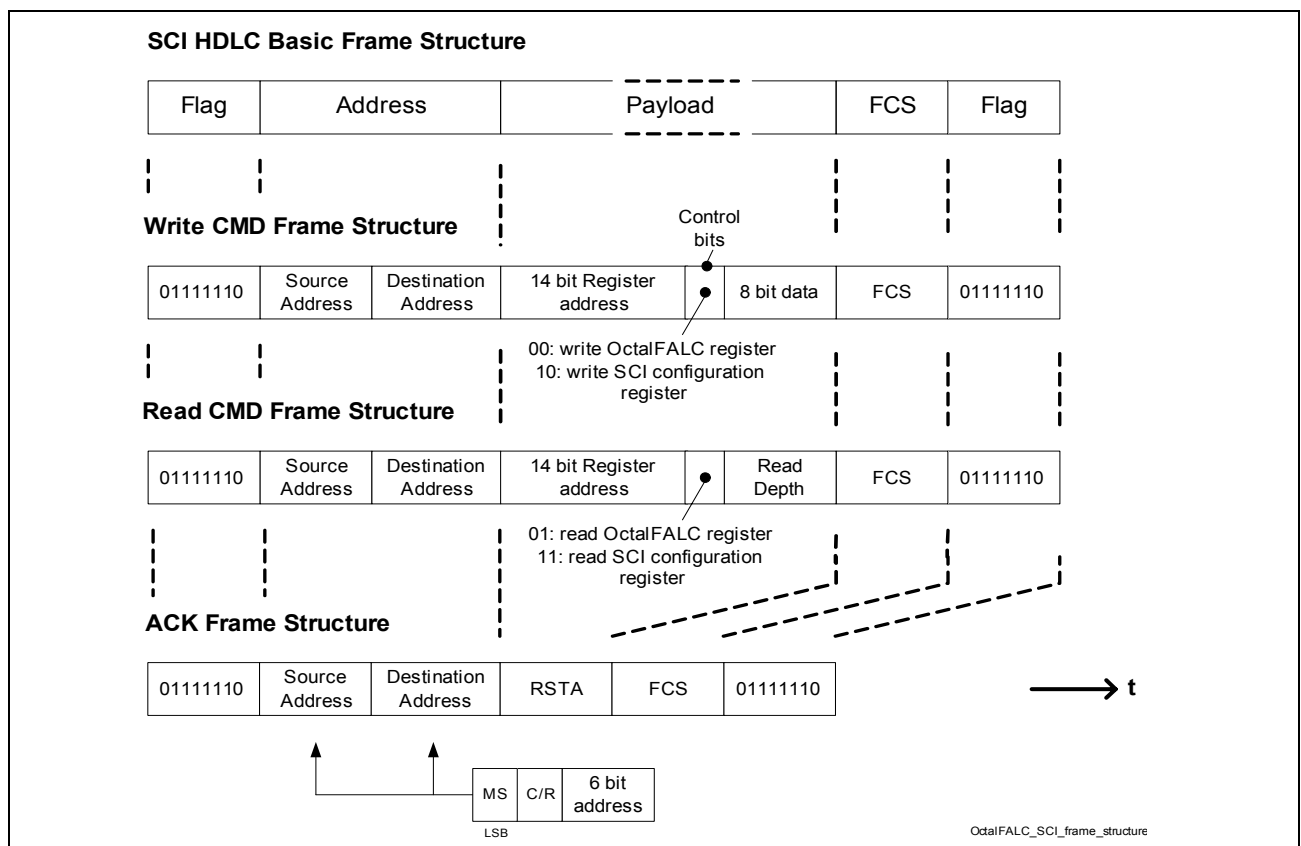 SCI HDLC Basic Frame Structure
Flag Address Payload FCS Flag
Write CMD Frame Structure
Control
bits
01111110 Source Address Destination Address 14 bit Register address 8 bit data FCS 01111110
00: write OctalFALC register
10: write SCI configuration
register
Read CMD Frame Structure
01111110 Source Address Destination Address 14 bit Register address Read Depth FCS 01111110
01: read OctalFALC register
11: read SCI configuration
register
ACK Frame Structure
01111110 Source Address Destination Address RSTA FCS 01111110
t
MS C/R 6 bit address
LSB
OctalFALC_SCI_frame_structure